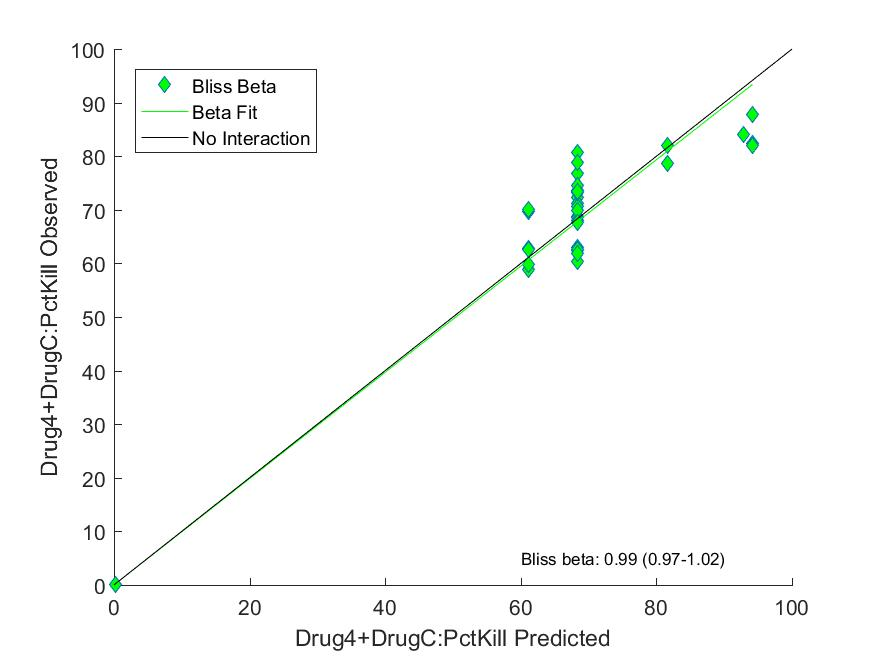 Bliss Beta
Beta Fit
No Interaction
100
90
80
70
60
50
40
30
20
10
0
Drug4+DrugC:PctKill Observed
Bliss beta: 0.99 (0.97-1.02)
0 20 40 60 80 100
Drug4+DrugC:PctKill Predicted